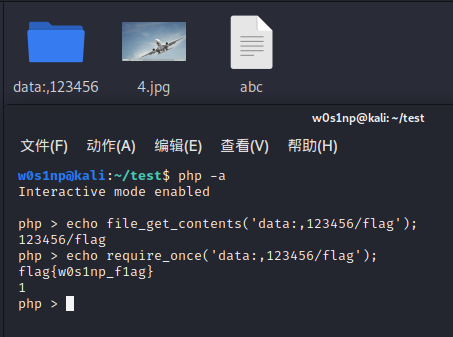 data:,123456
4.jpg
abc
w0s1np@kali: ~/test
文件(F) 动作(A) 编辑(E) 查看(V) 帮助(H)
w0s1np@kali:~/test$ php -a
Interactive mode enabled
php > echo file_get_contents('data:,123456/flag');
123456/flag
php > echo require_once('data:,123456/flag');
flag{w0s1np_f1ag}
1
php >